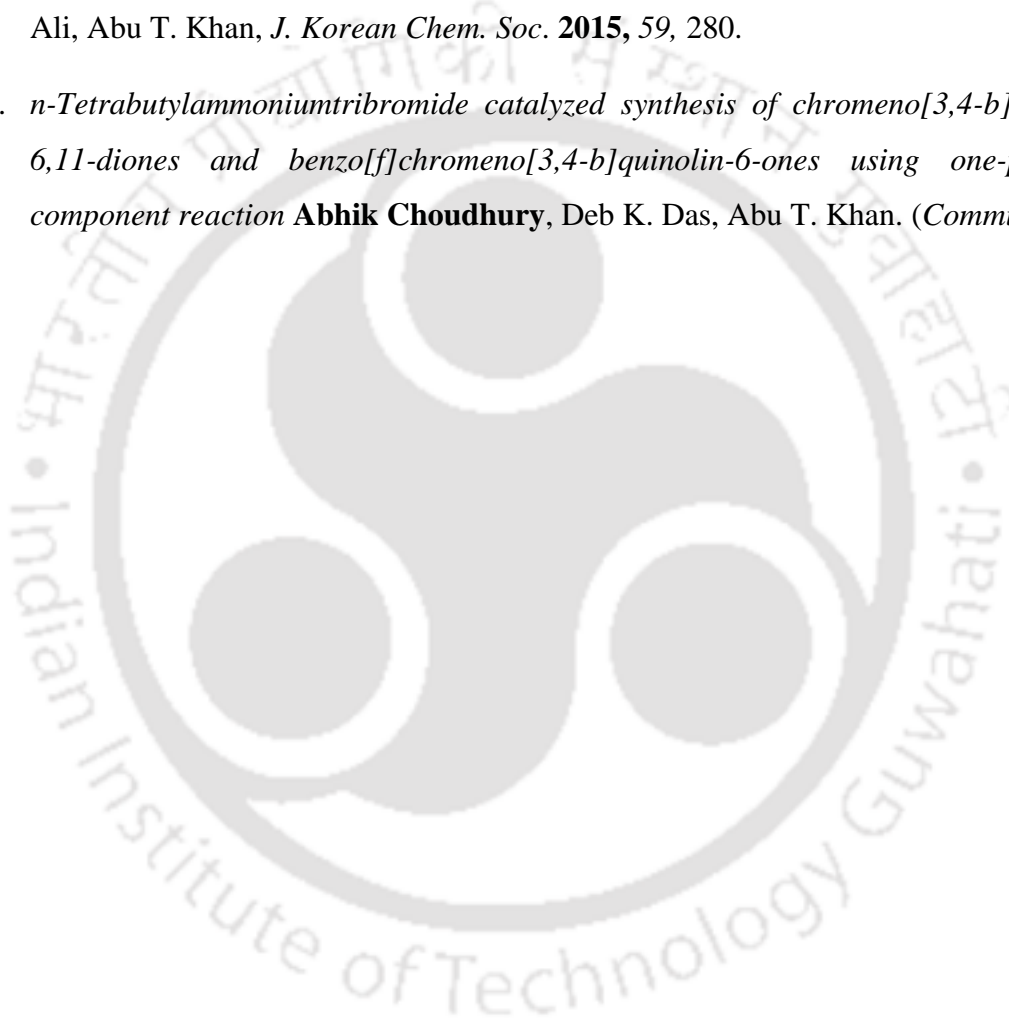 Ali, Abu T. Khan, J. Korean Chem. Soc. 2015, 59, 280.
. n-Tetrabutylammoniumtribromide catalyzed synthesis of chromeno[3,4-b]
6,11-diones and benzo[f]chromeno[3,4-b]quinolin-6-ones using one-
component reaction Abhik Choudhury, Deb K. Das, Abu T. Khan. (Commu
भारतीय प्रौद्योगिकी संस्थान गुवाहाटी
Indian Institute of Technology Guwahati